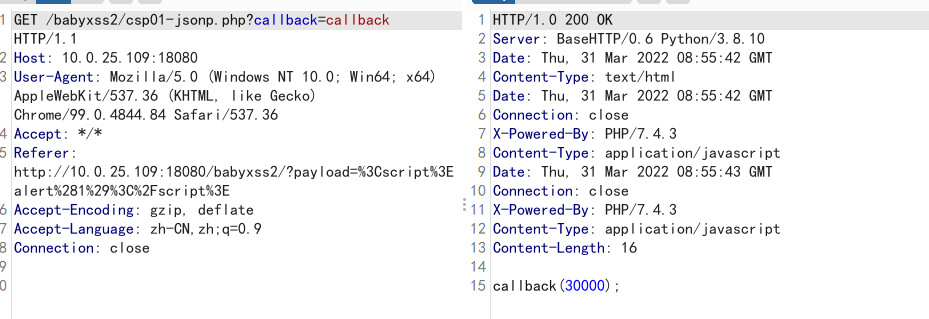 1 GET /babyxss2/csp01-jsonp.php?callback=callback
HTTP/1.1
2 Host: 10.0.25.109:18080
3 User-Agent: Mozilla/5.0 (Windows NT 10.0; Win64; x64)
AppleWebKit/537.36 (KHTML, like Gecko)
Chrome/99.0.4844.84 Safari/537.36
4 Accept: */*
5 Referer:
http://10.0.25.109:18080/babyxss2/?payload=%3Cscript%3E
alert%281%29%3C%2Fscript%3E
6 Accept-Encoding: gzip, deflate
7 Accept-Language: zh-CN,zh;q=0.9
8 Connection: close
9
0
1 HTTP/1.0 200 OK
2 Server: BaseHTTP/0.6 Python/3.8.10
3 Date: Thu, 31 Mar 2022 08:55:42 GMT
4 Content-Type: text/html
5 Date: Thu, 31 Mar 2022 08:55:42 GMT
6 Connection: close
7 X-Powered-By: PHP/7.4.3
8 Content-Type: application/javascript
9 Date: Thu, 31 Mar 2022 08:55:43 GMT
10 Connection: close
11 X-Powered-By: PHP/7.4.3
12 Content-Type: application/javascript
13 Content-Length: 16
14
15 callback(30000);